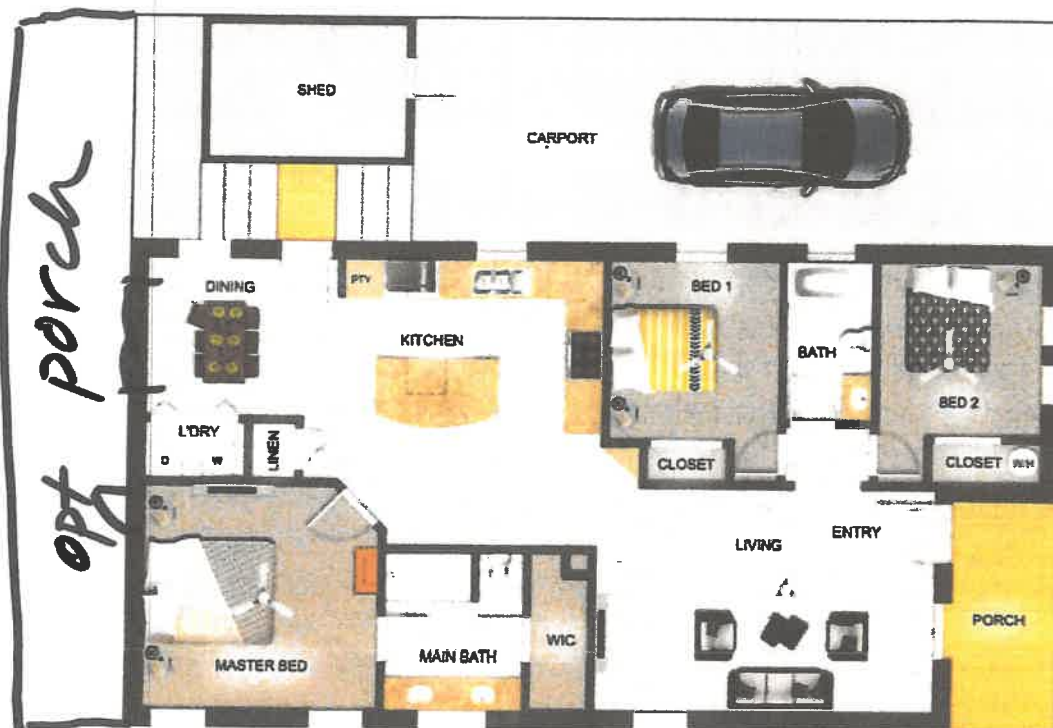 SHED
CARPORT
opt porch
DINING
PTY
BED 1
KITCHEN
BATH
BED 2
L'DRY
D W
LINEN
CLOSET
CLOSET
W/H
LIVING
ENTRY
PORCH
WIC
MAIN BATH
MASTER BED